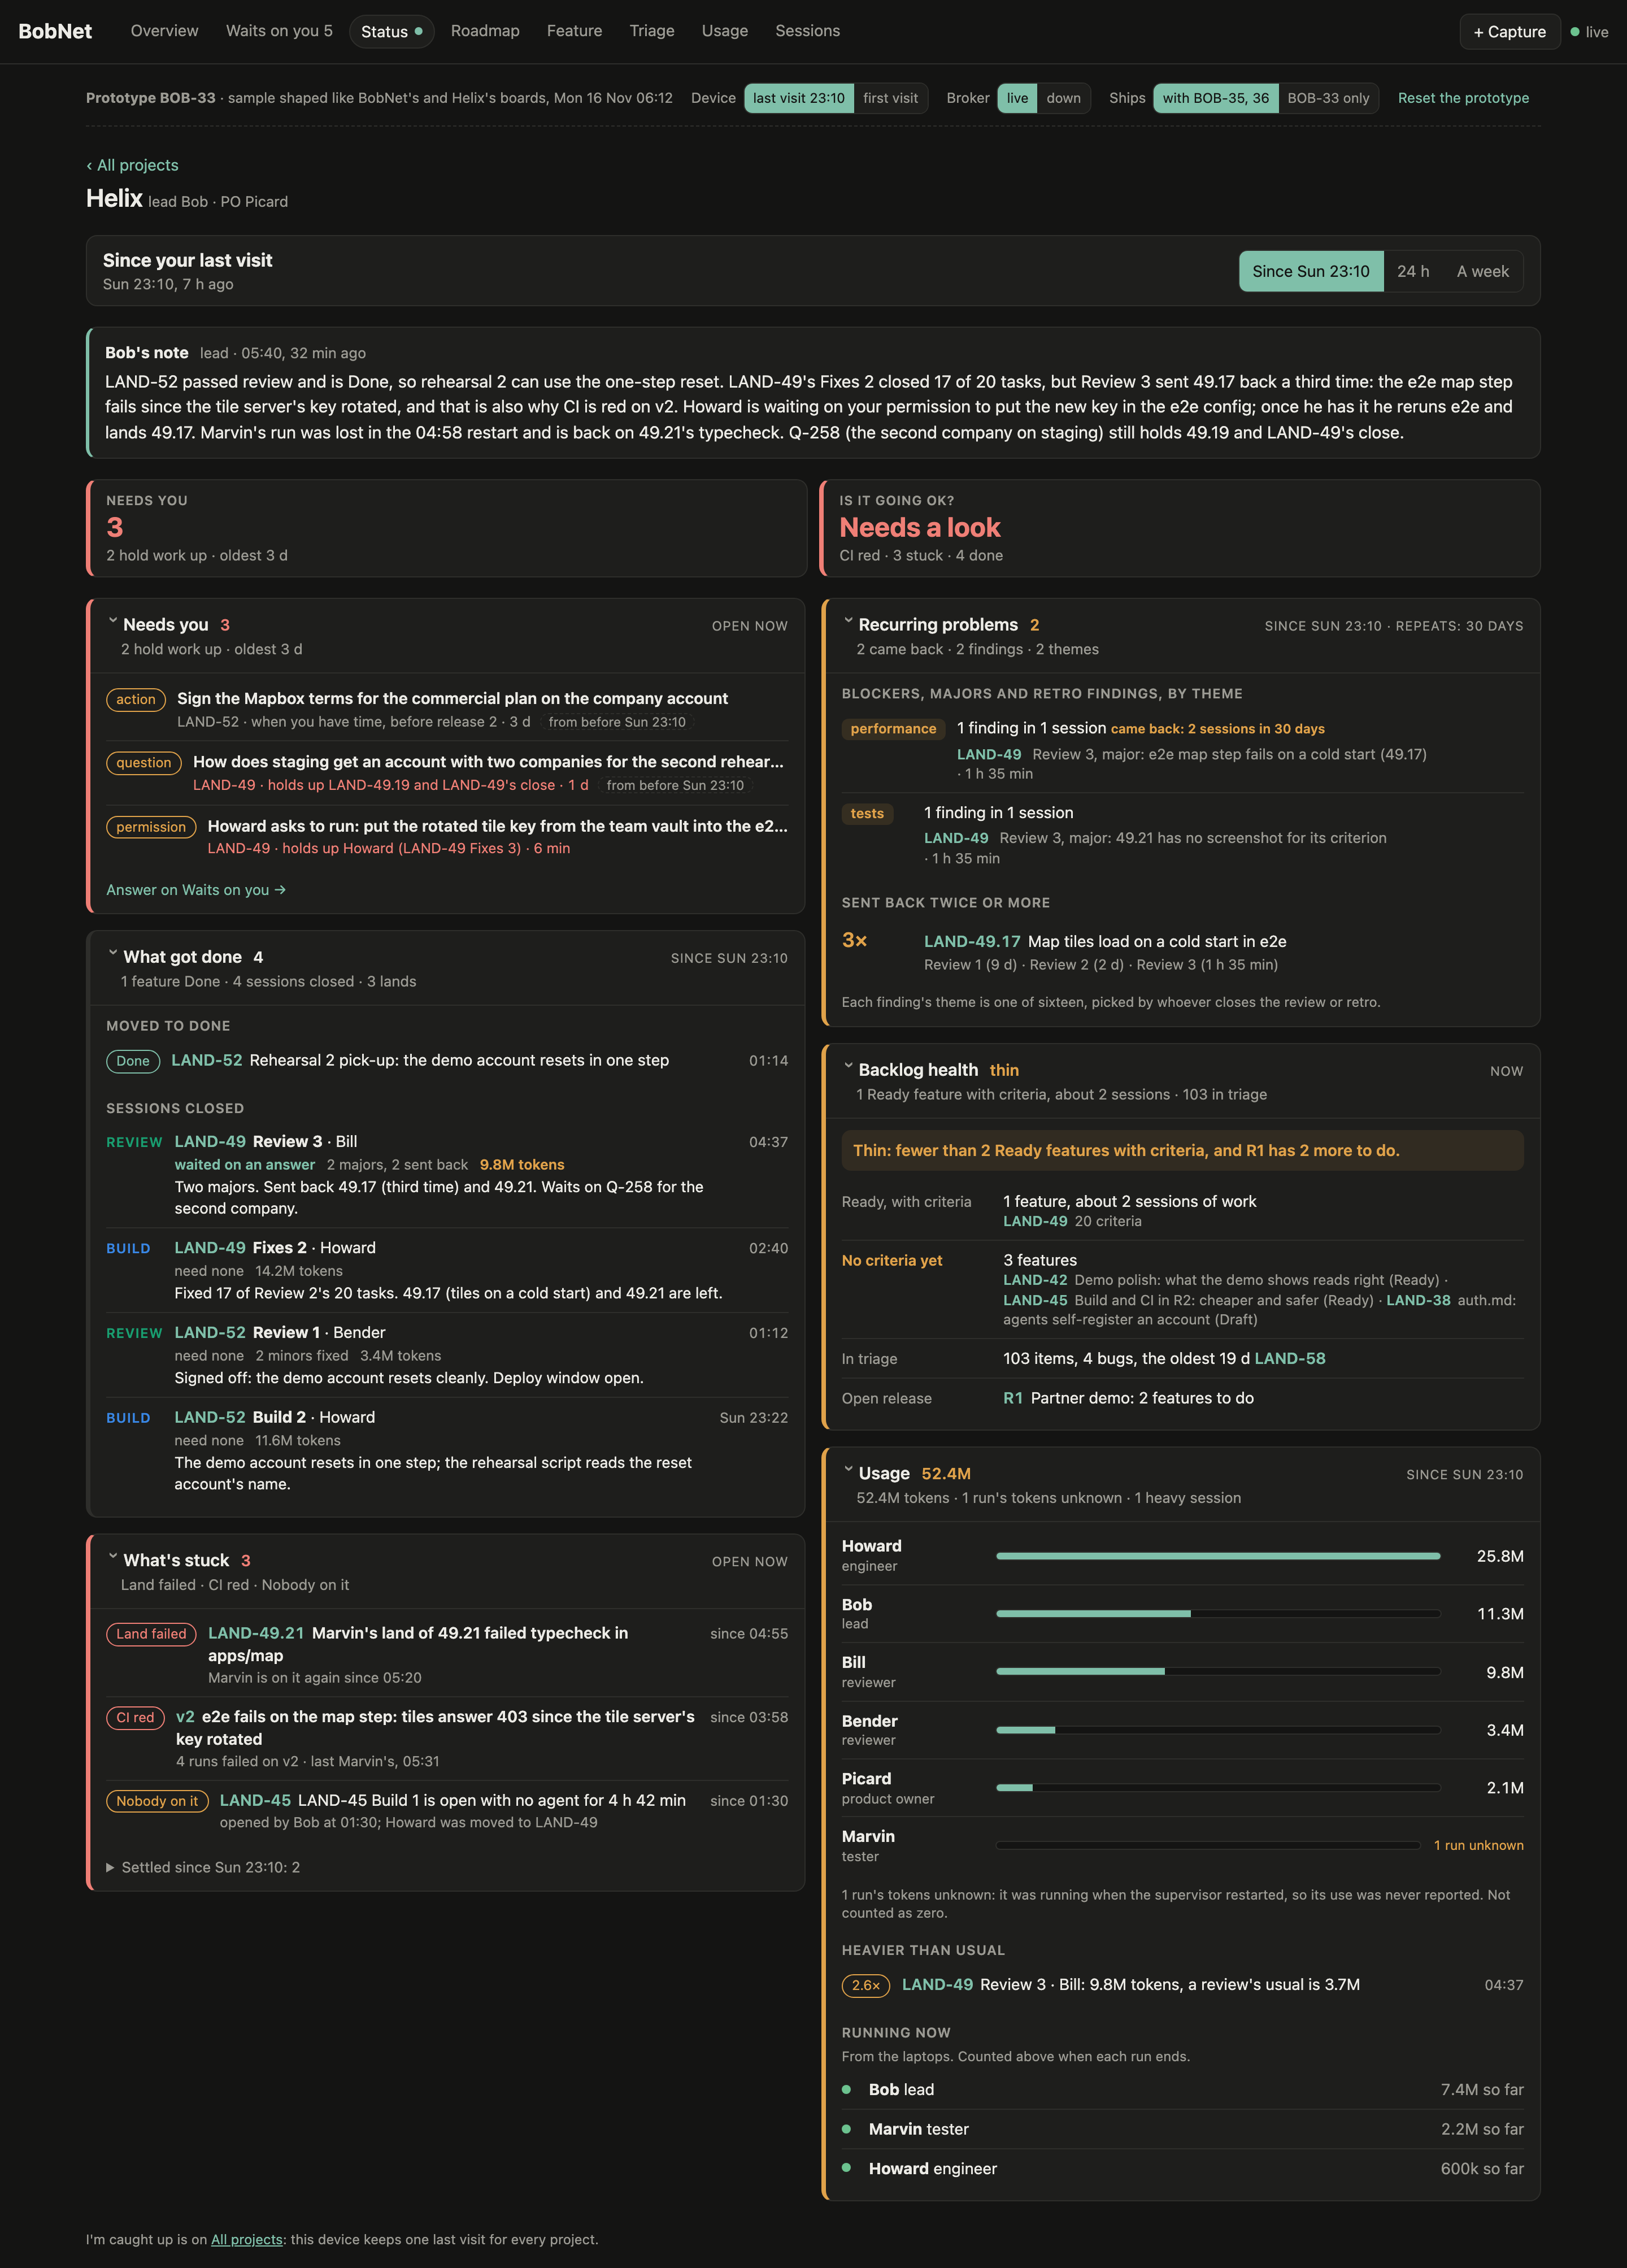 BobNet
Overview
Waits on you 5
Status
Roadmap
Feature
Triage
Usage
Sessions
+ Capture
live
Prototype BOB-33 · sample shaped like BobNet's and Helix's boards, Mon 16 Nov 06:12
Device
last visit 23:10
first visit
Broker
live
down
Ships
with BOB-35, 36
BOB-33 only
Reset the prototype
‹ All projects
Helix lead Bob · PO Picard
Since your last visit
Sun 23:10, 7 h ago
Since Sun 23:10
24 h
A week
Bob's note lead · 05:40, 32 min ago
LAND-52 passed review and is Done, so rehearsal 2 can use the one-step reset. LAND-49's Fixes 2 closed 17 of 20 tasks, but Review 3 sent 49.17 back a third time: the e2e map step
fails since the tile server's key rotated, and that is also why CI is red on v2. Howard is waiting on your permission to put the new key in the e2e config; once he has it he reruns e2e and
lands 49.17. Marvin's run was lost in the 04:58 restart and is back on 49.21's typecheck. Q-258 (the second company on staging) still holds 49.19 and LAND-49's close.
NEEDS YOU
3
2 hold work up · oldest 3 d
IS IT GOING OK?
Needs a look
CI red · 3 stuck · 4 done
Needs you 3
OPEN NOW
2 hold work up · oldest 3 d
action
Sign the Mapbox terms for the commercial plan on the company account
LAND-52 · when you have time, before release 2 · 3 d from before Sun 23:10
question
How does staging get an account with two companies for the second rehear...
LAND-49 · holds up LAND-49.19 and LAND-49's close · 1 d from before Sun 23:10
permission
Howard asks to run: put the rotated tile key from the team vault into the e2...
LAND-49 · holds up Howard (LAND-49 Fixes 3) · 6 min
Answer on Waits on you →
What got done 4
SINCE SUN 23:10
1 feature Done · 4 sessions closed · 3 lands
MOVED TO DONE
Done
LAND-52 Rehearsal 2 pick-up: the demo account resets in one step
01:14
SESSIONS CLOSED
REVIEW
LAND-49 Review 3 · Bill
04:37
waited on an answer 2 majors, 2 sent back 9.8M tokens
Two majors. Sent back 49.17 (third time) and 49.21. Waits on Q-258 for the
second company.
BUILD
LAND-49 Fixes 2 · Howard
02:40
need none 14.2M tokens
Fixed 17 of Review 2's 20 tasks. 49.17 (tiles on a cold start) and 49.21 are left.
REVIEW
LAND-52 Review 1 · Bender
01:12
need none 2 minors fixed 3.4M tokens
Signed off: the demo account resets cleanly. Deploy window open.
BUILD
LAND-52 Build 2 · Howard
Sun 23:22
need none 11.6M tokens
The demo account resets in one step; the rehearsal script reads the reset
account's name.
What's stuck 3
OPEN NOW
Land failed · CI red · Nobody on it
Land failed
LAND-49.21 Marvin's land of 49.21 failed typecheck in
apps/map
since 04:55
Marvin is on it again since 05:20
CI red
v2 e2e fails on the map step: tiles answer 403 since the tile server's
key rotated
since 03:58
4 runs failed on v2 · last Marvin's, 05:31
Nobody on it
LAND-45 LAND-45 Build 1 is open with no agent for 4 h 42 min
since 01:30
opened by Bob at 01:30; Howard was moved to LAND-49
▶ Settled since Sun 23:10: 2
Recurring problems 2
SINCE SUN 23:10 · REPEATS: 30 DAYS
2 came back · 2 findings · 2 themes
BLOCKERS, MAJORS AND RETRO FINDINGS, BY THEME
performance
1 finding in 1 session came back: 2 sessions in 30 days
LAND-49 Review 3, major: e2e map step fails on a cold start (49.17)
· 1 h 35 min
tests
1 finding in 1 session
LAND-49 Review 3, major: 49.21 has no screenshot for its criterion
· 1 h 35 min
SENT BACK TWICE OR MORE
3×
LAND-49.17 Map tiles load on a cold start in e2e
Review 1 (9 d) · Review 2 (2 d) · Review 3 (1 h 35 min)
Each finding's theme is one of sixteen, picked by whoever closes the review or retro.
Backlog health thin
NOW
1 Ready feature with criteria, about 2 sessions · 103 in triage
Thin: fewer than 2 Ready features with criteria, and R1 has 2 more to do.
Ready, with criteria
1 feature, about 2 sessions of work
LAND-49 20 criteria
No criteria yet
3 features
LAND-42 Demo polish: what the demo shows reads right (Ready) ·
LAND-45 Build and CI in R2: cheaper and safer (Ready) · LAND-38 auth.md:
agents self-register an account (Draft)
In triage
103 items, 4 bugs, the oldest 19 d LAND-58
Open release
R1 Partner demo: 2 features to do
Usage 52.4M
SINCE SUN 23:10
52.4M tokens · 1 run's tokens unknown · 1 heavy session
Howard
engineer
25.8M
Bob
lead
11.3M
Bill
reviewer
9.8M
Bender
reviewer
3.4M
Picard
product owner
2.1M
Marvin
tester
1 run unknown
1 run's tokens unknown: it was running when the supervisor restarted, so its use was never reported. Not
counted as zero.
HEAVIER THAN USUAL
2.6×
LAND-49 Review 3 · Bill: 9.8M tokens, a review's usual is 3.7M
04:37
RUNNING NOW
From the laptops. Counted above when each run ends.
Bob lead
7.4M so far
Marvin tester
2.2M so far
Howard engineer
600k so far
I'm caught up is on All projects: this device keeps one last visit for every project.